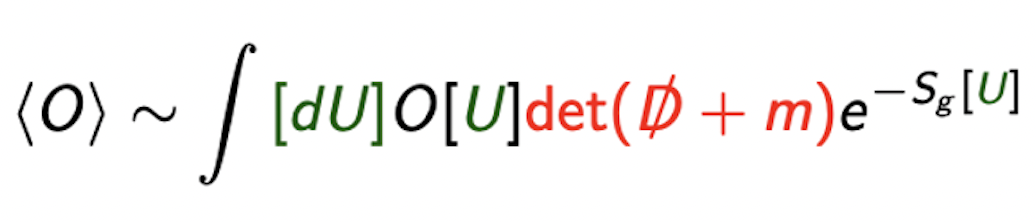 ⟨O⟩ ∼ ∫ [dU]O[U]det(D̸ + m)e^{−S_g[U]}